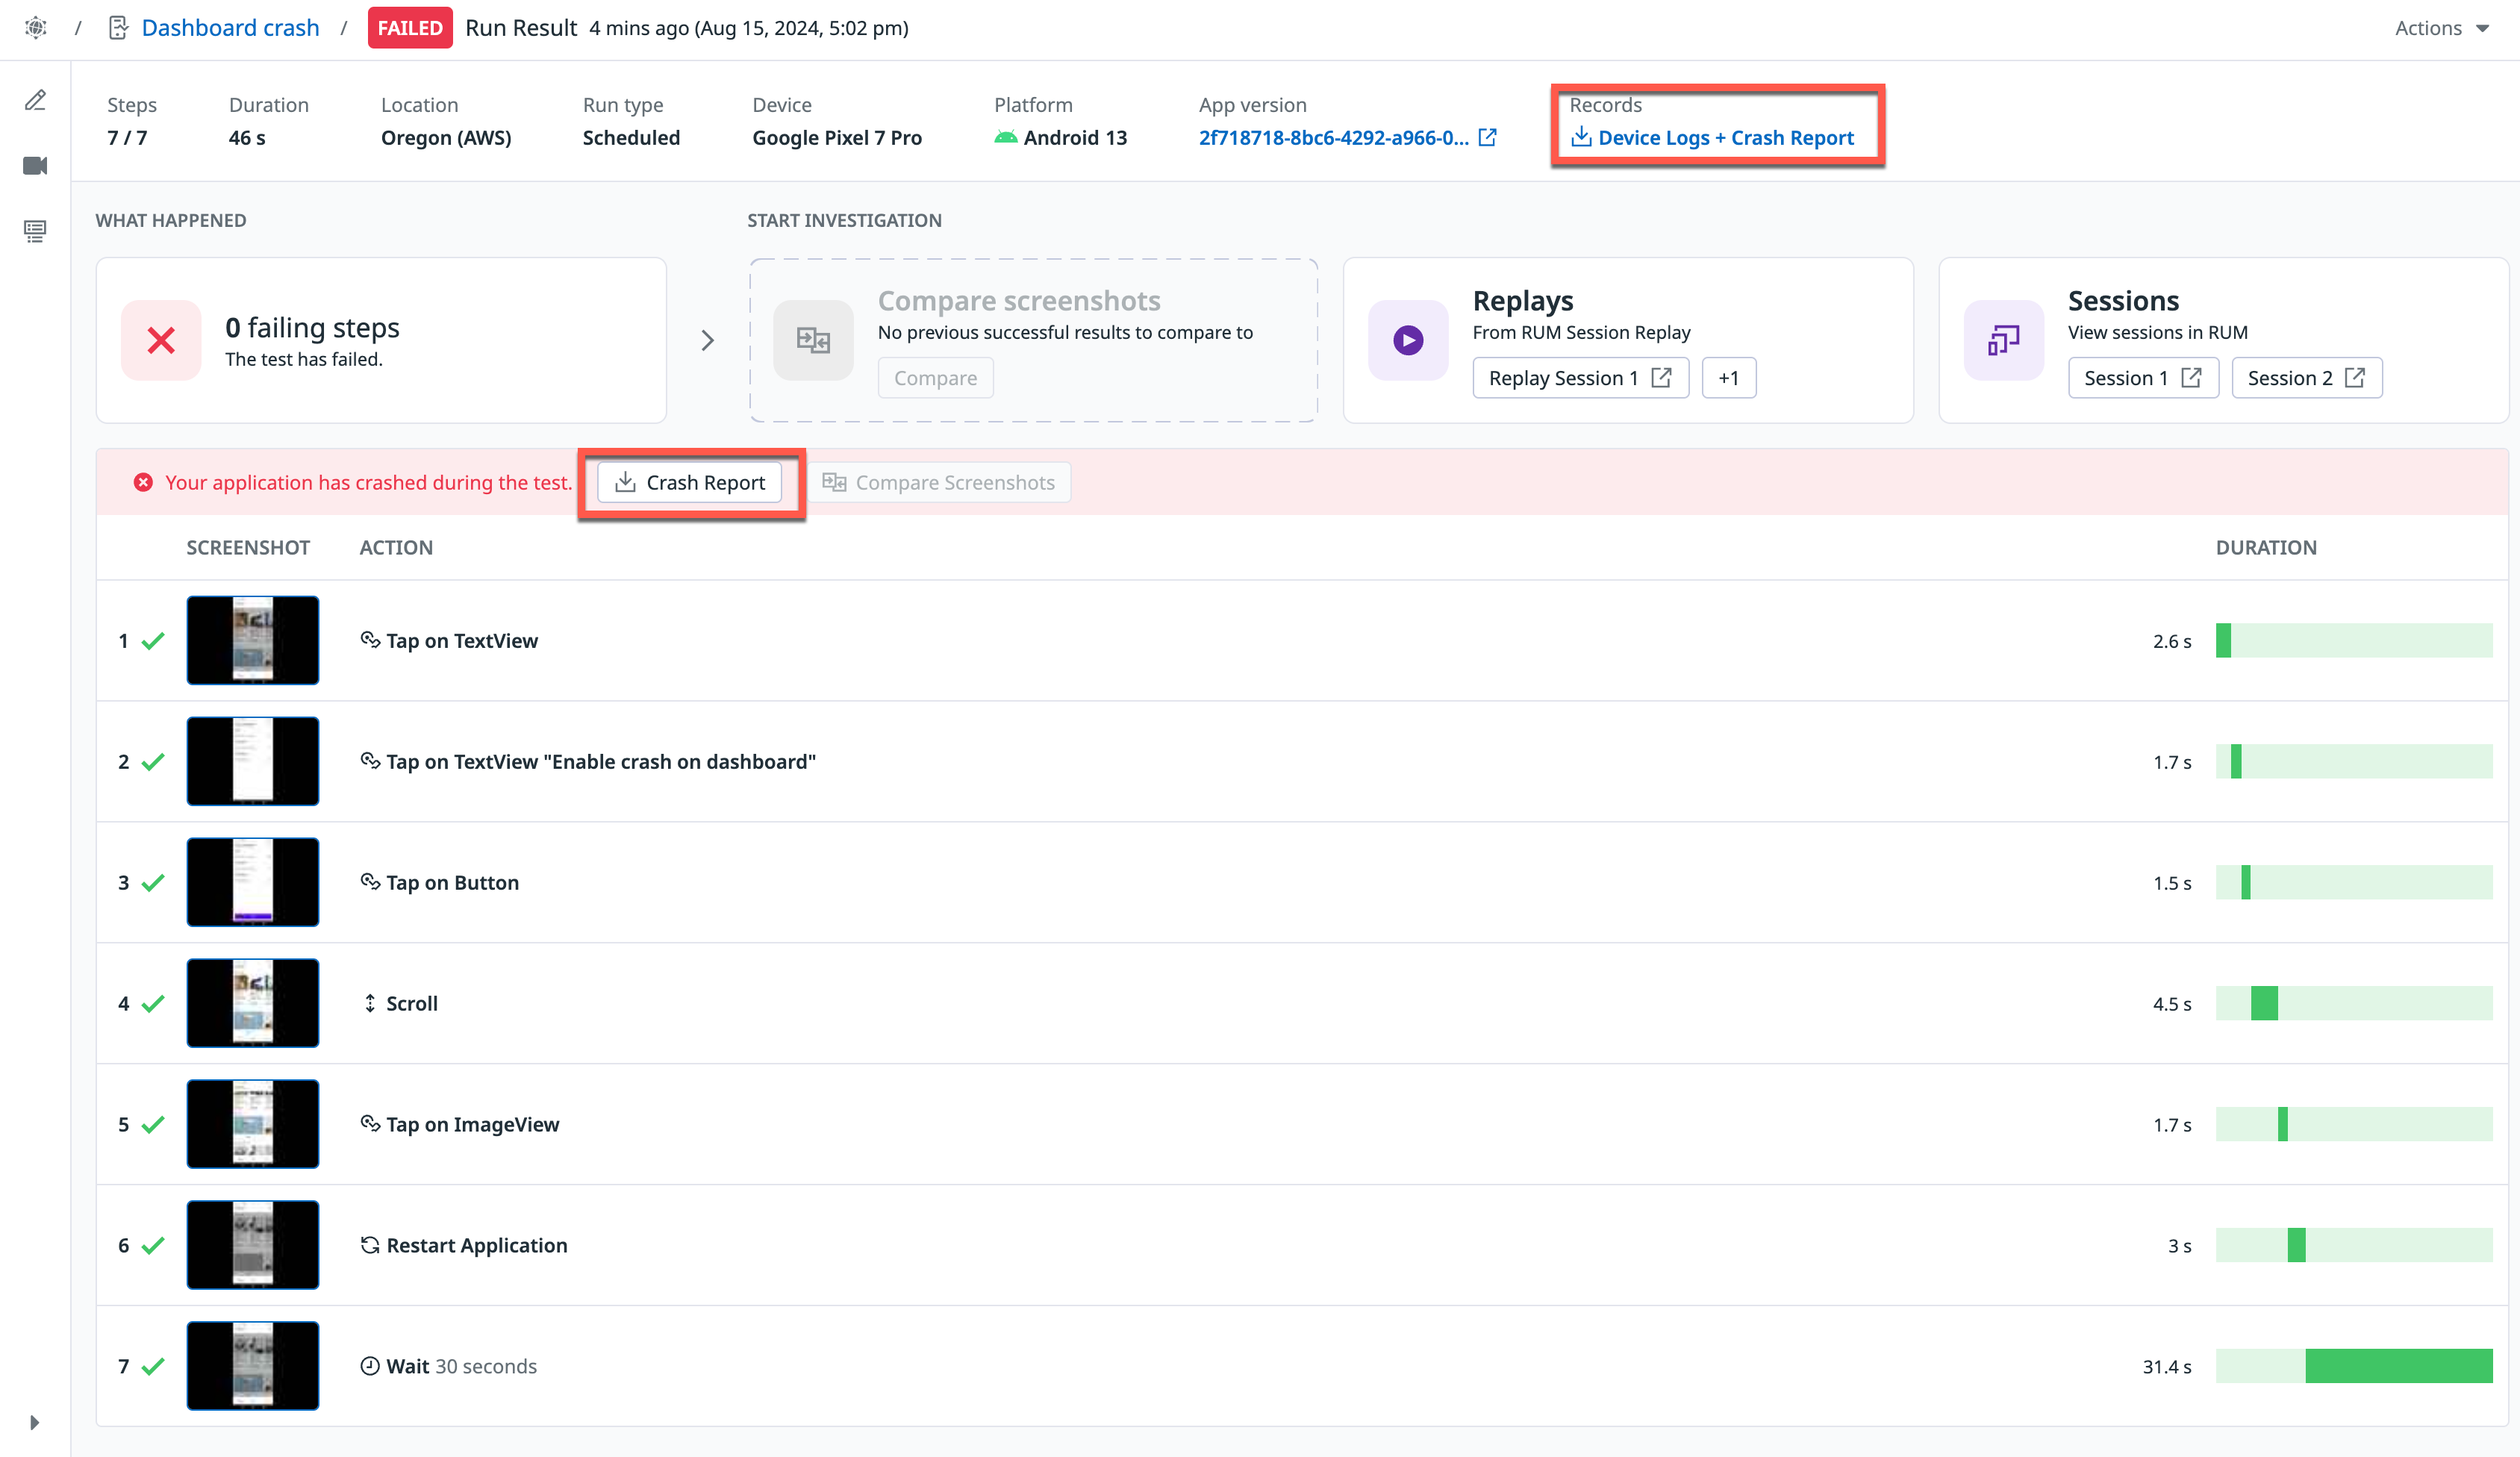 / Dashboard crash / FAILED Run Result 4 mins ago (Aug 15, 2024, 5:02 pm) Actions
Steps Duration Location Run type Device Platform App version Records
7 / 7 46 s Oregon (AWS) Scheduled Google Pixel 7 Pro Android 13 2f718718-8bc6-4292-a966-0... Device Logs + Crash Report
WHAT HAPPENED START INVESTIGATION
0 failing steps
The test has failed.
Compare screenshots
No previous successful results to compare to
Compare
Replays
From RUM Session Replay
Replay Session 1 +1
Sessions
View sessions in RUM
Session 1 Session 2
Your application has crashed during the test. Crash Report Compare Screenshots
SCREENSHOT ACTION DURATION
1 Tap on TextView 2.6 s
2 Tap on TextView "Enable crash on dashboard" 1.7 s
3 Tap on Button 1.5 s
4 Scroll 4.5 s
5 Tap on ImageView 1.7 s
6 Restart Application 3 s
7 Wait 30 seconds 31.4 s